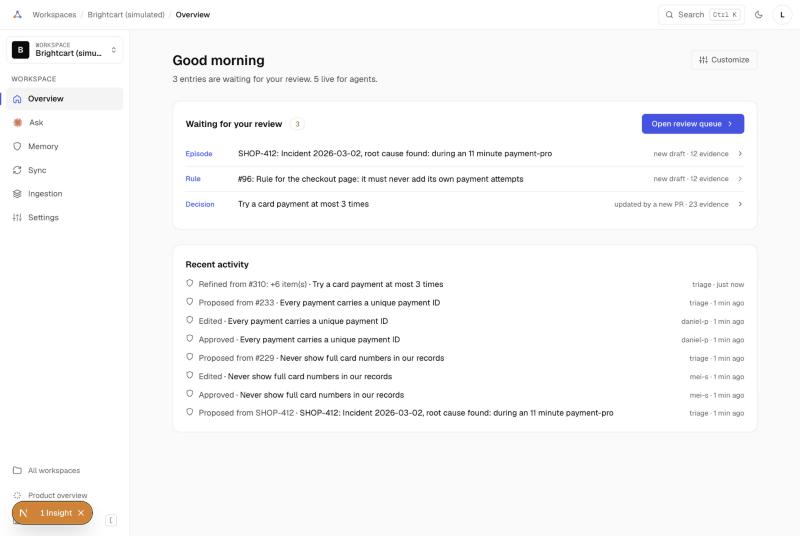 Workspaces / Brightcart (simulated) / Overview
Search Ctrl K
L
B
WORKSPACE
Brightcart (simu...
WORKSPACE
Overview
Ask
Memory
Sync
Ingestion
Settings
All workspaces
Product overview
1 Insight
[
Good morning
Customize
3 entries are waiting for your review. 5 live for agents.
Waiting for your review 3
Open review queue
Episode SHOP-412: Incident 2026-03-02, root cause found: during an 11 minute payment-pro new draft · 12 evidence
Rule #96: Rule for the checkout page: it must never add its own payment attempts new draft · 12 evidence
Decision Try a card payment at most 3 times updated by a new PR · 23 evidence
Recent activity
Refined from #310: +6 item(s) · Try a card payment at most 3 times triage · just now
Proposed from #233 · Every payment carries a unique payment ID triage · 1 min ago
Edited · Every payment carries a unique payment ID daniel-p · 1 min ago
Approved · Every payment carries a unique payment ID daniel-p · 1 min ago
Proposed from #229 · Never show full card numbers in our records triage · 1 min ago
Edited · Never show full card numbers in our records mei-s · 1 min ago
Approved · Never show full card numbers in our records mei-s · 1 min ago
Proposed from SHOP-412 · SHOP-412: Incident 2026-03-02, root cause found: during an 11 minute payment-pro triage · 1 min ago